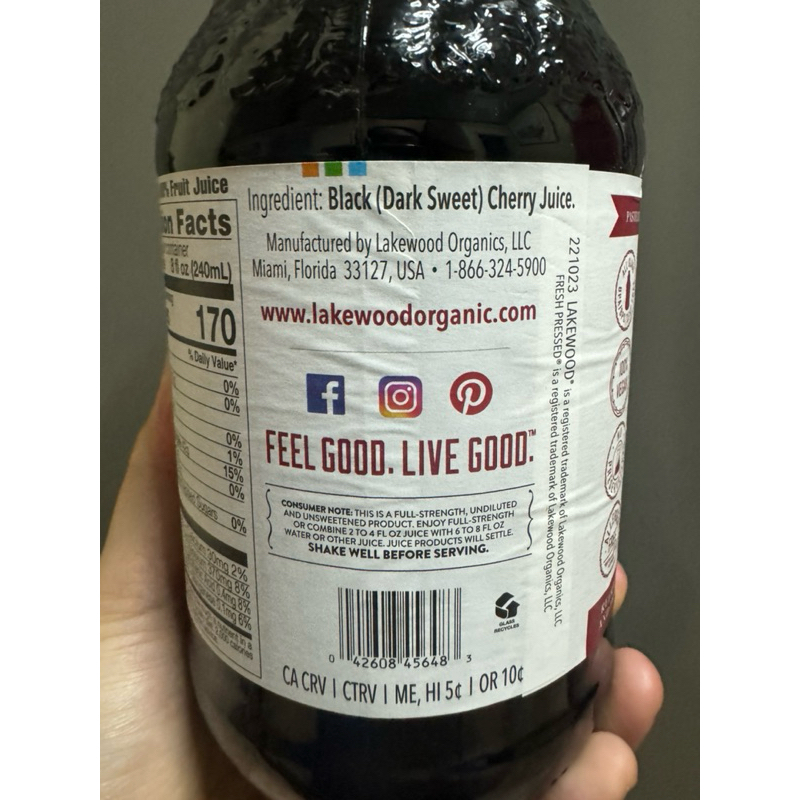 Fruit Juice
Facts
8 fl oz (240mL)
170
% Daily Value*
0%
0%
0%
1%
15%
0%
0%
2%
8%
8%
6%
Ingredient: Black (Dark Sweet) Cherry Juice.
Manufactured by Lakewood Organics, LLC
Miami, Florida 33127, USA • 1-866-324-5900
www.lakewoodorganic.com
FEEL GOOD. LIVE GOOD.™
CONSUMER NOTE: THIS IS A FULL-STRENGTH, UNDILUTED
AND UNSWEETENED PRODUCT. ENJOY FULL-STRENGTH
OR COMBINE 2 TO 4 FL OZ JUICE WITH 6 TO 8 FL OZ
WATER OR OTHER JUICE. JUICE PRODUCTS WILL SETTLE.
SHAKE WELL BEFORE SERVING.
GLASS
RECYCLES
0 42608 45648 3
CA CRV | CTRV | ME, HI 5¢ | OR 10¢
221023 LAKEWOOD® is a registered trademark of Lakewood Organics, LLC.
FRESH PRESSED® is a registered trademark of Lakewood Organics, LLC.
100%
VEGAN